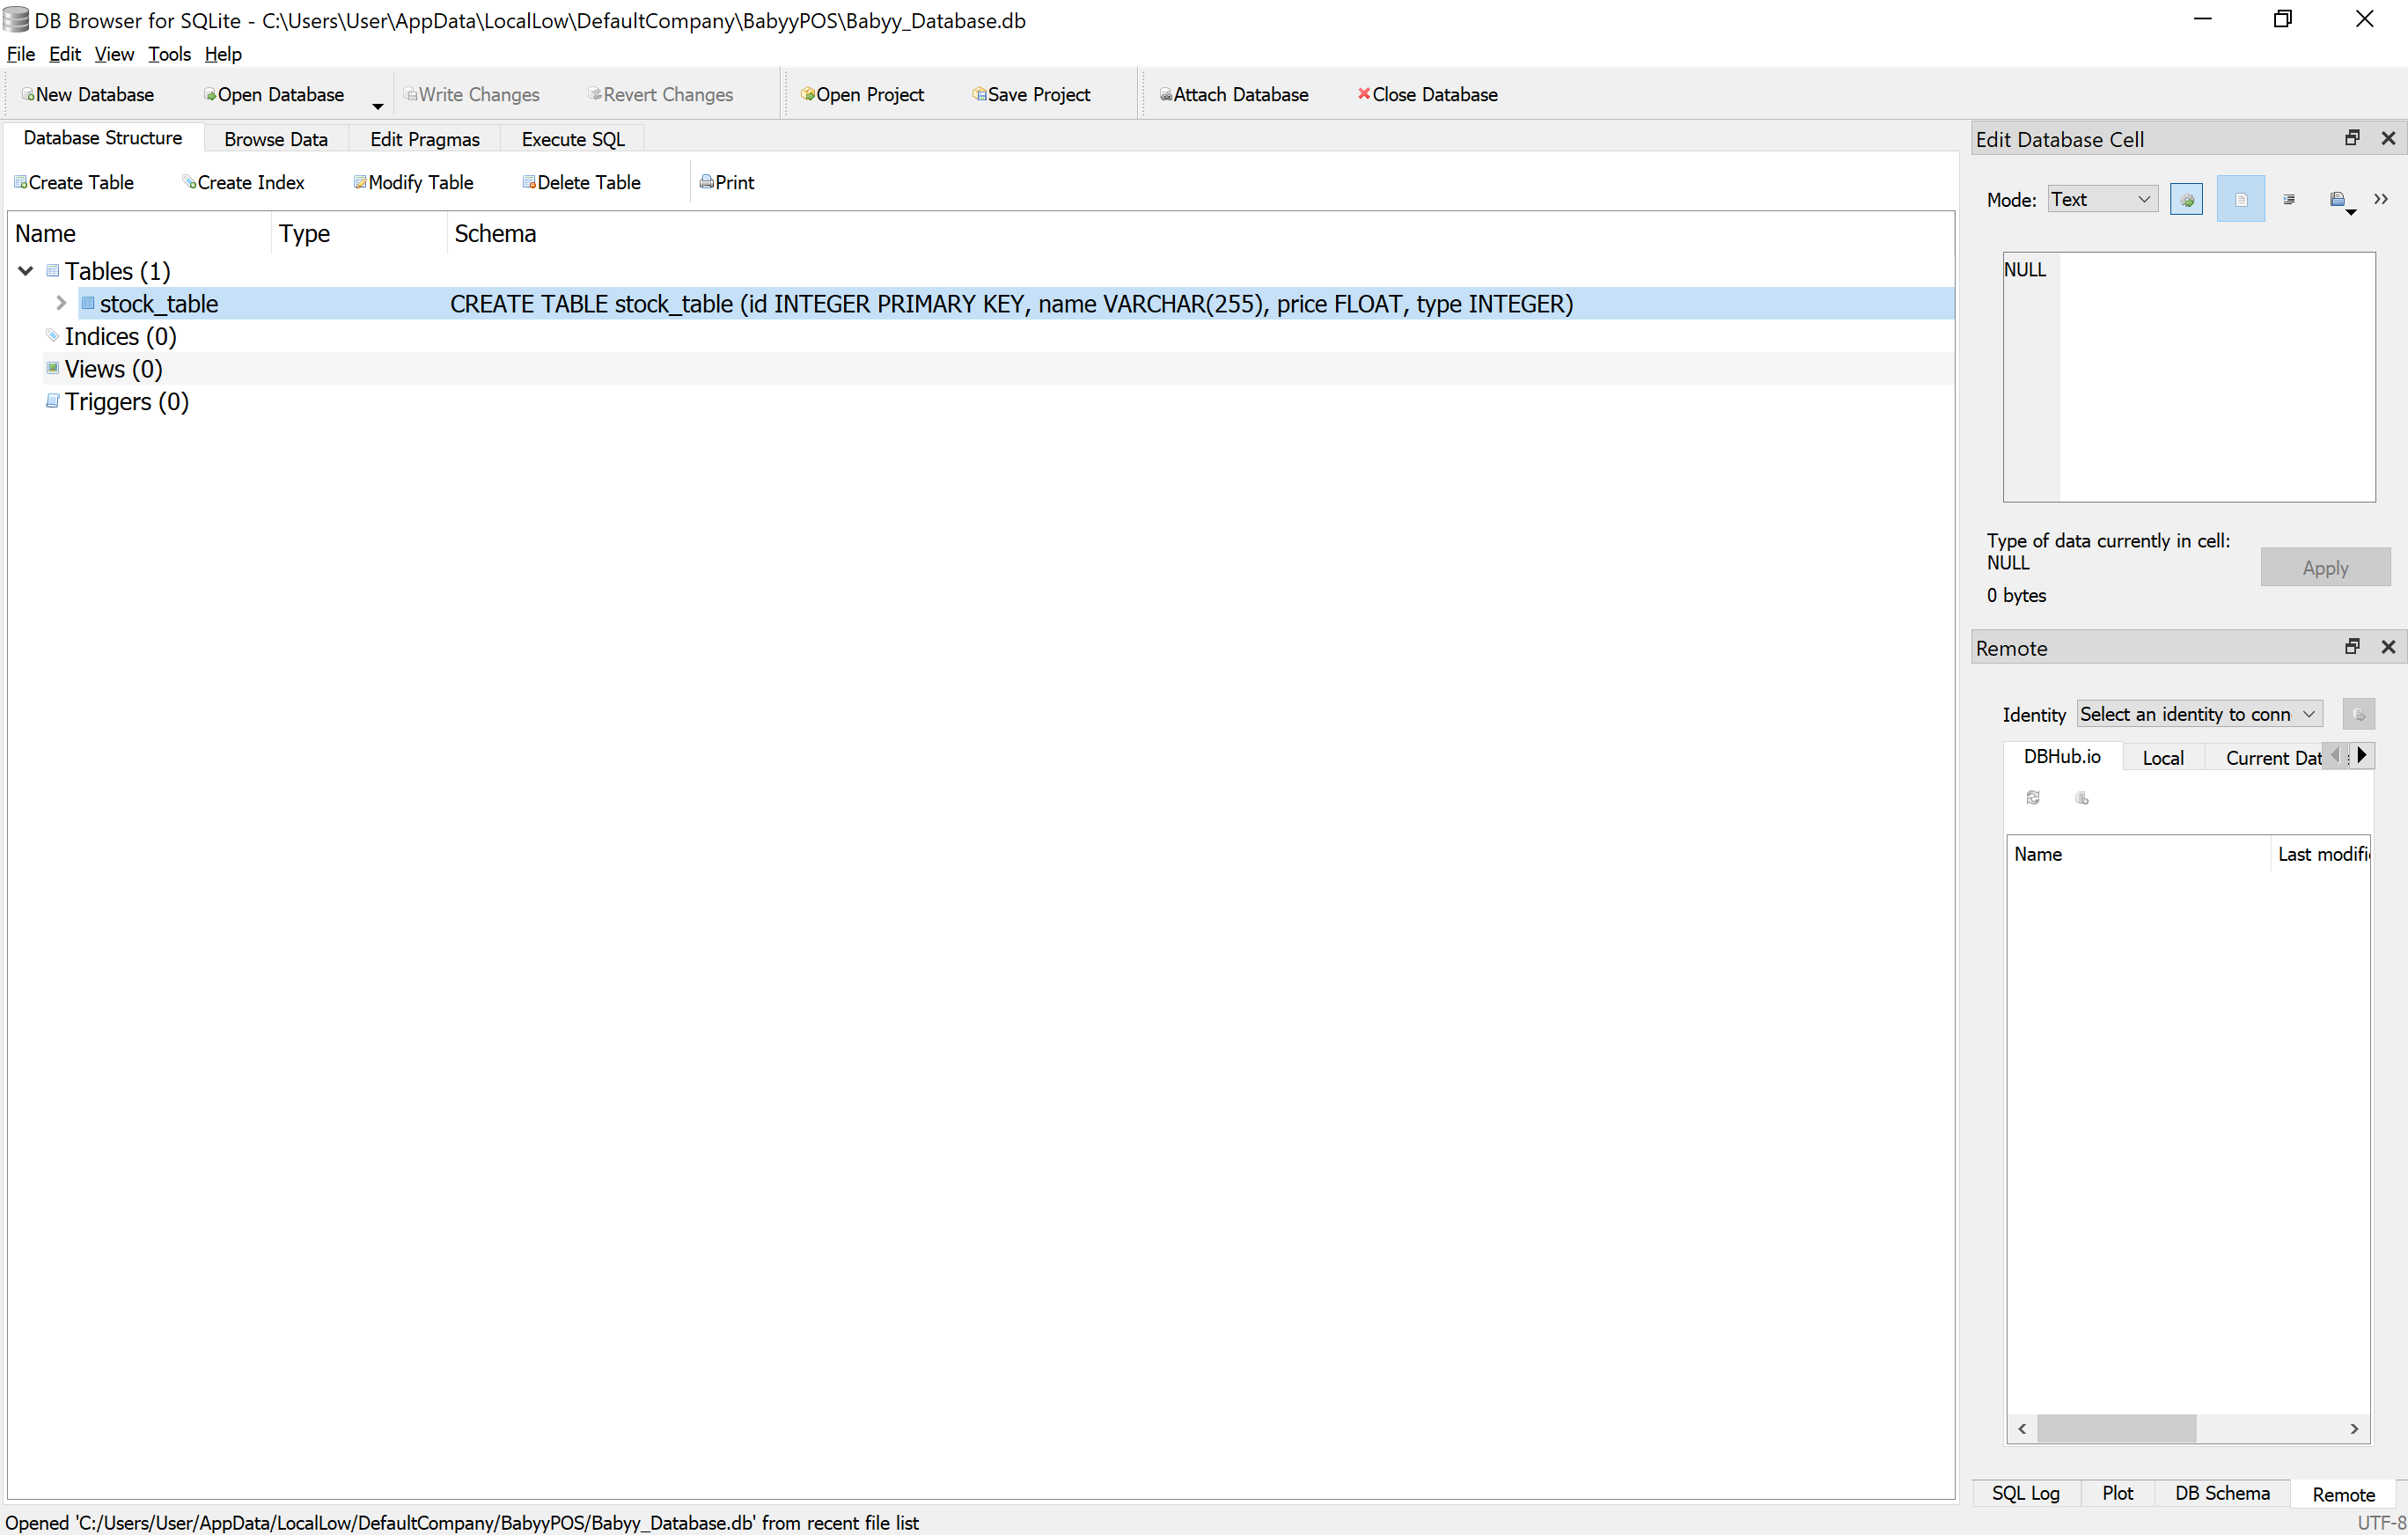 DB Browser for SQLite - C:\Users\User\AppData\LocalLow\DefaultCompany\BabyyPOS\Babyy_Database.db
File Edit View Tools Help
New Database Open Database Write Changes Revert Changes Open Project Save Project Attach Database Close Database
Database Structure Browse Data Edit Pragmas Execute SQL
Create Table Create Index Modify Table Delete Table Print
Name Type Schema
Tables (1)
stock_table CREATE TABLE stock_table (id INTEGER PRIMARY KEY, name VARCHAR(255), price FLOAT, type INTEGER)
Indices (0)
Views (0)
Triggers (0)
Edit Database Cell
Mode: Text
NULL
Type of data currently in cell:
NULL
Apply
0 bytes
Remote
Identity Select an identity to conn
DBHub.io Local Current Dat
Name Last modifi
SQL Log Plot DB Schema Remote
Opened 'C:/Users/User/AppData/LocalLow/DefaultCompany/BabyyPOS/Babyy_Database.db' from recent file list
UTF-8